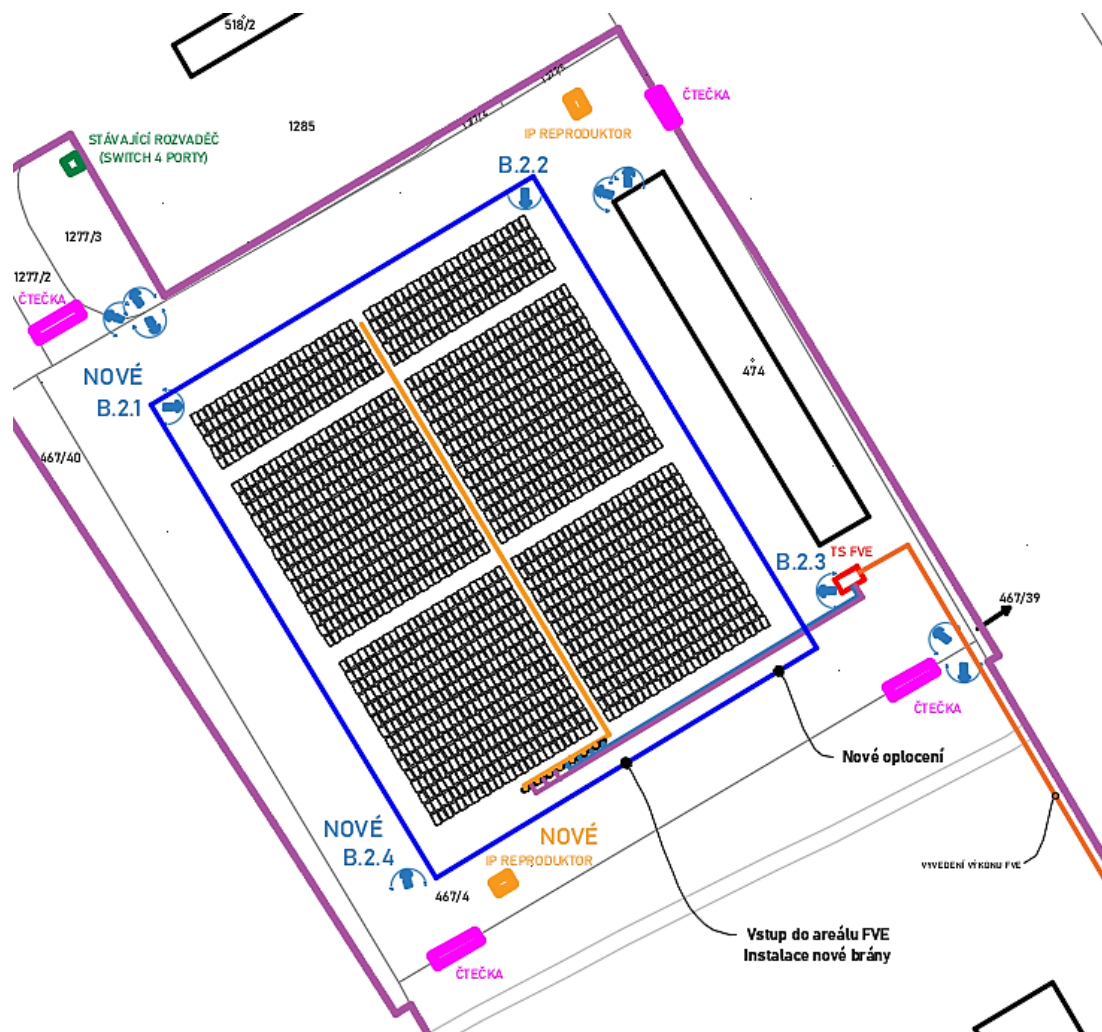 518/2
ČTEČKA
IP REPRODUKTOR
1285
STÁVAJÍCÍ ROZVADĚČ
(SWITCH 4 PORTY)
B.2.2
1277/3
1277/2
ČTEČKA
NOVÉ
B.2.1
474
467/40
B.2.3
TS FVE
467/39
ČTEČKA
Nové oplocení
NOVÉ
B.2.4
NOVÉ
IP REPRODUKTOR
467/4
VYVEDENÍ VÝKONU FVE
Vstup do areálu FVE
Instalace nové brány
ČTEČKA